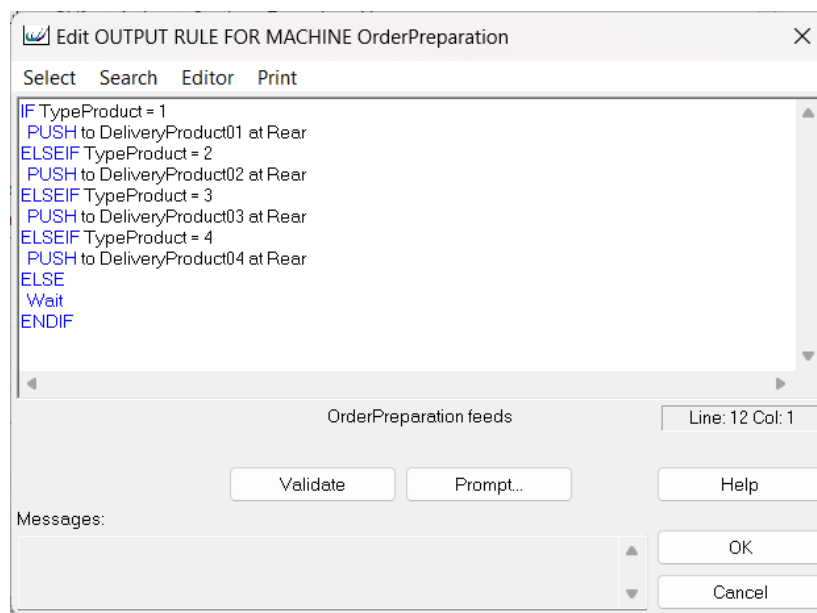 Edit OUTPUT RULE FOR MACHINE OrderPreparation
Select Search Editor Print
IF TypeProduct = 1
PUSH to DeliveryProduct01 at Rear
ELSEIF TypeProduct = 2
PUSH to DeliveryProduct02 at Rear
ELSEIF TypeProduct = 3
PUSH to DeliveryProduct03 at Rear
ELSEIF TypeProduct = 4
PUSH to DeliveryProduct04 at Rear
ELSE
Wait
ENDIF
OrderPreparation feeds
Line: 12 Col: 1
Validate Prompt... Help
Messages:
OK
Cancel